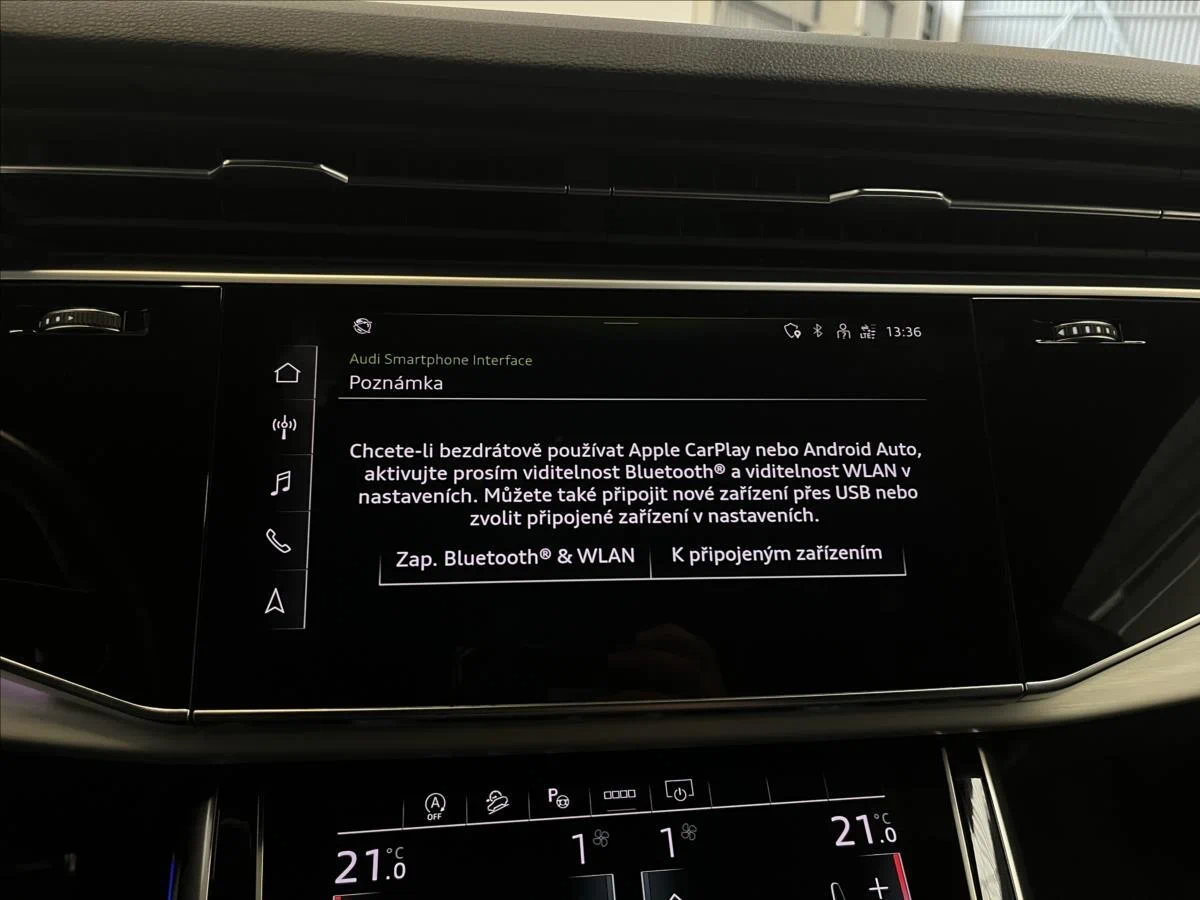 LTE
13:36
Audi Smartphone Interface
Poznámka
Chcete-li bezdrátově používat Apple CarPlay nebo Android Auto,
aktivujte prosím viditelnost Bluetooth® a viditelnost WLAN v
nastaveních. Můžete také připojit nové zařízení přes USB nebo
zvolit připojené zařízení v nastaveních.
Zap. Bluetooth® & WLAN
K připojeným zařízením
A
OFF
P
21.0 °C
1
1
21.0 °C
+